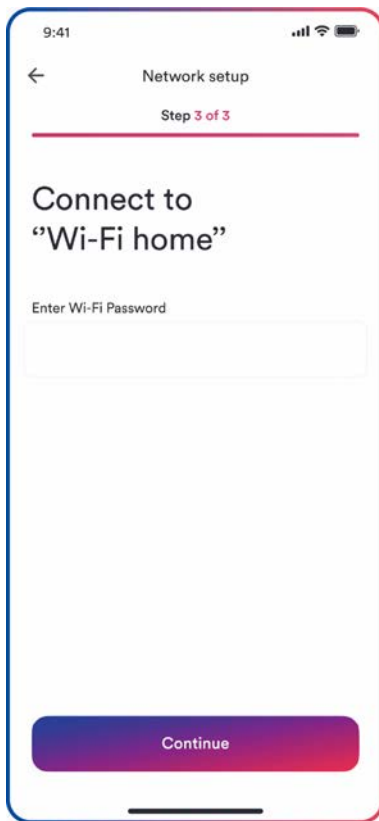 9:41
Network setup
Step 3 of 3
Connect to
‘’Wi-Fi home’’
Enter Wi-Fi Password
Continue